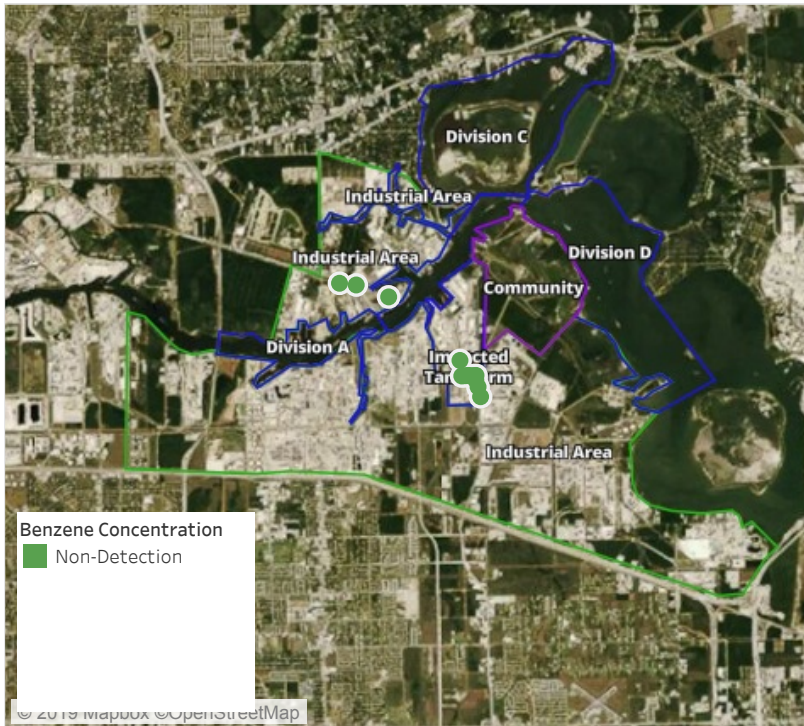 Division C
Industrial Area
Industrial Area
Division D
Community
Division A
Industrial Area
Benzene Concentration
Non-Detection
© 2019 Mapbox ©OpenStreetMap